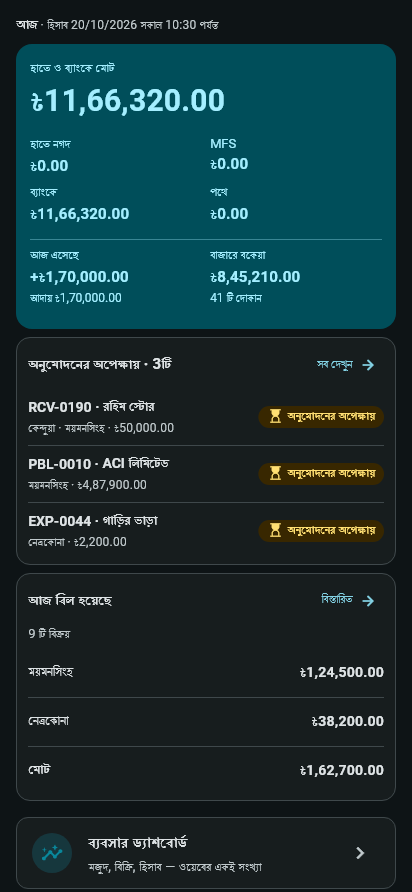 আজ · হিসাব 20/10/2026 সকাল 10:30 পর্যন্ত
হাতে ও ব্যাংকে মোট
৳11,66,320.00
হাতে নগদ MFS
৳0.00 ৳0.00
ব্যাংকে পথে
৳11,66,320.00 ৳0.00
আজ এসেছে বাজারে বকেয়া
+৳1,70,000.00 ৳8,45,210.00
আদায় ৳1,70,000.00 41 টি দোকান
অনুমোদনের অপেক্ষায় · 3টি সব দেখুন
RCV-0190 · রহিম স্টোর
অনুমোদনের অপেক্ষায়
কেন্দুয়া · ময়মনসিংহ · ৳50,000.00
PBL-0010 · ACI লিমিটেড
অনুমোদনের অপেক্ষায়
ময়মনসিংহ · ৳4,87,900.00
EXP-0044 · গাড়ির ভাড়া
অনুমোদনের অপেক্ষায়
নেত্রকোনা · ৳2,200.00
আজ বিল হয়েছে বিস্তারিত
9 টি বিক্রয়
ময়মনসিংহ ৳1,24,500.00
নেত্রকোনা ৳38,200.00
মোট ৳1,62,700.00
ব্যবসার ড্যাশবোর্ড
মজুদ, বিক্রি, হিসাব — ওয়েবের একই সংখ্যা